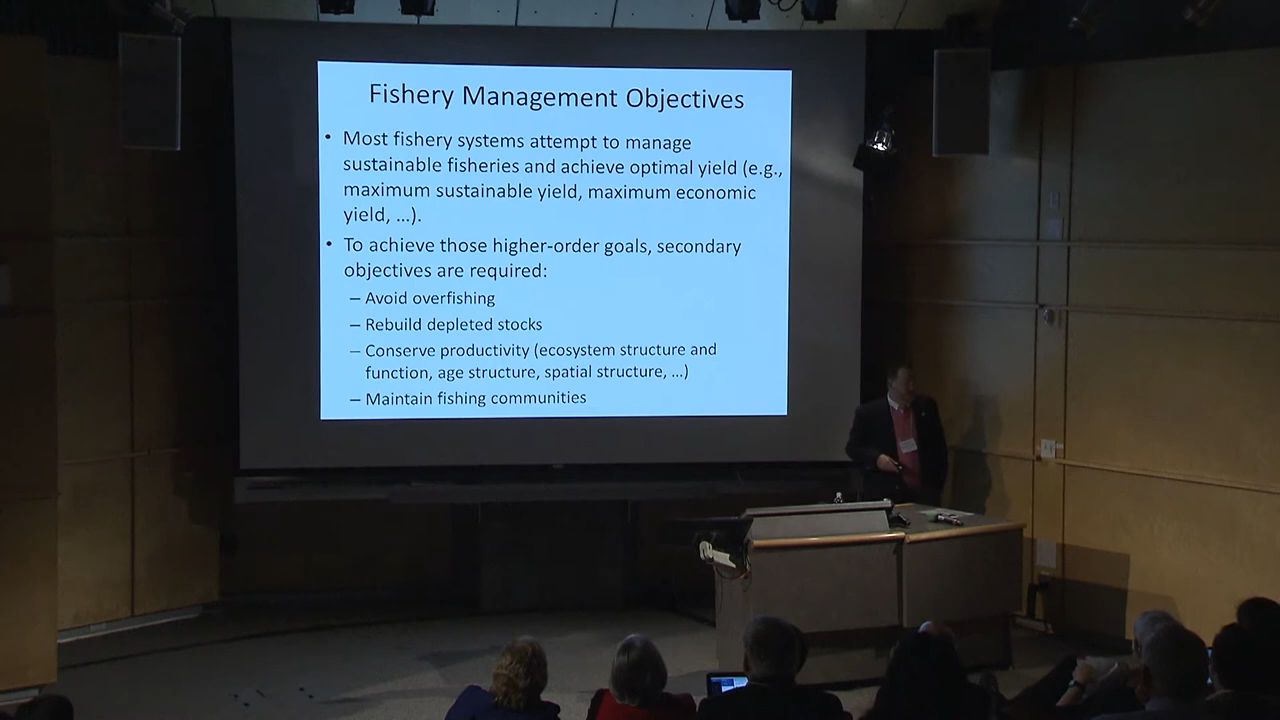 Fishery Management Objectives
• Most fishery systems attempt to manage
sustainable fisheries and achieve optimal yield (e.g.,
maximum sustainable yield, maximum economic
yield, ...).
• To achieve those higher-order goals, secondary
objectives are required:
– Avoid overfishing
– Rebuild depleted stocks
– Conserve productivity (ecosystem structure and
function, age structure, spatial structure, ...)
– Maintain fishing communities